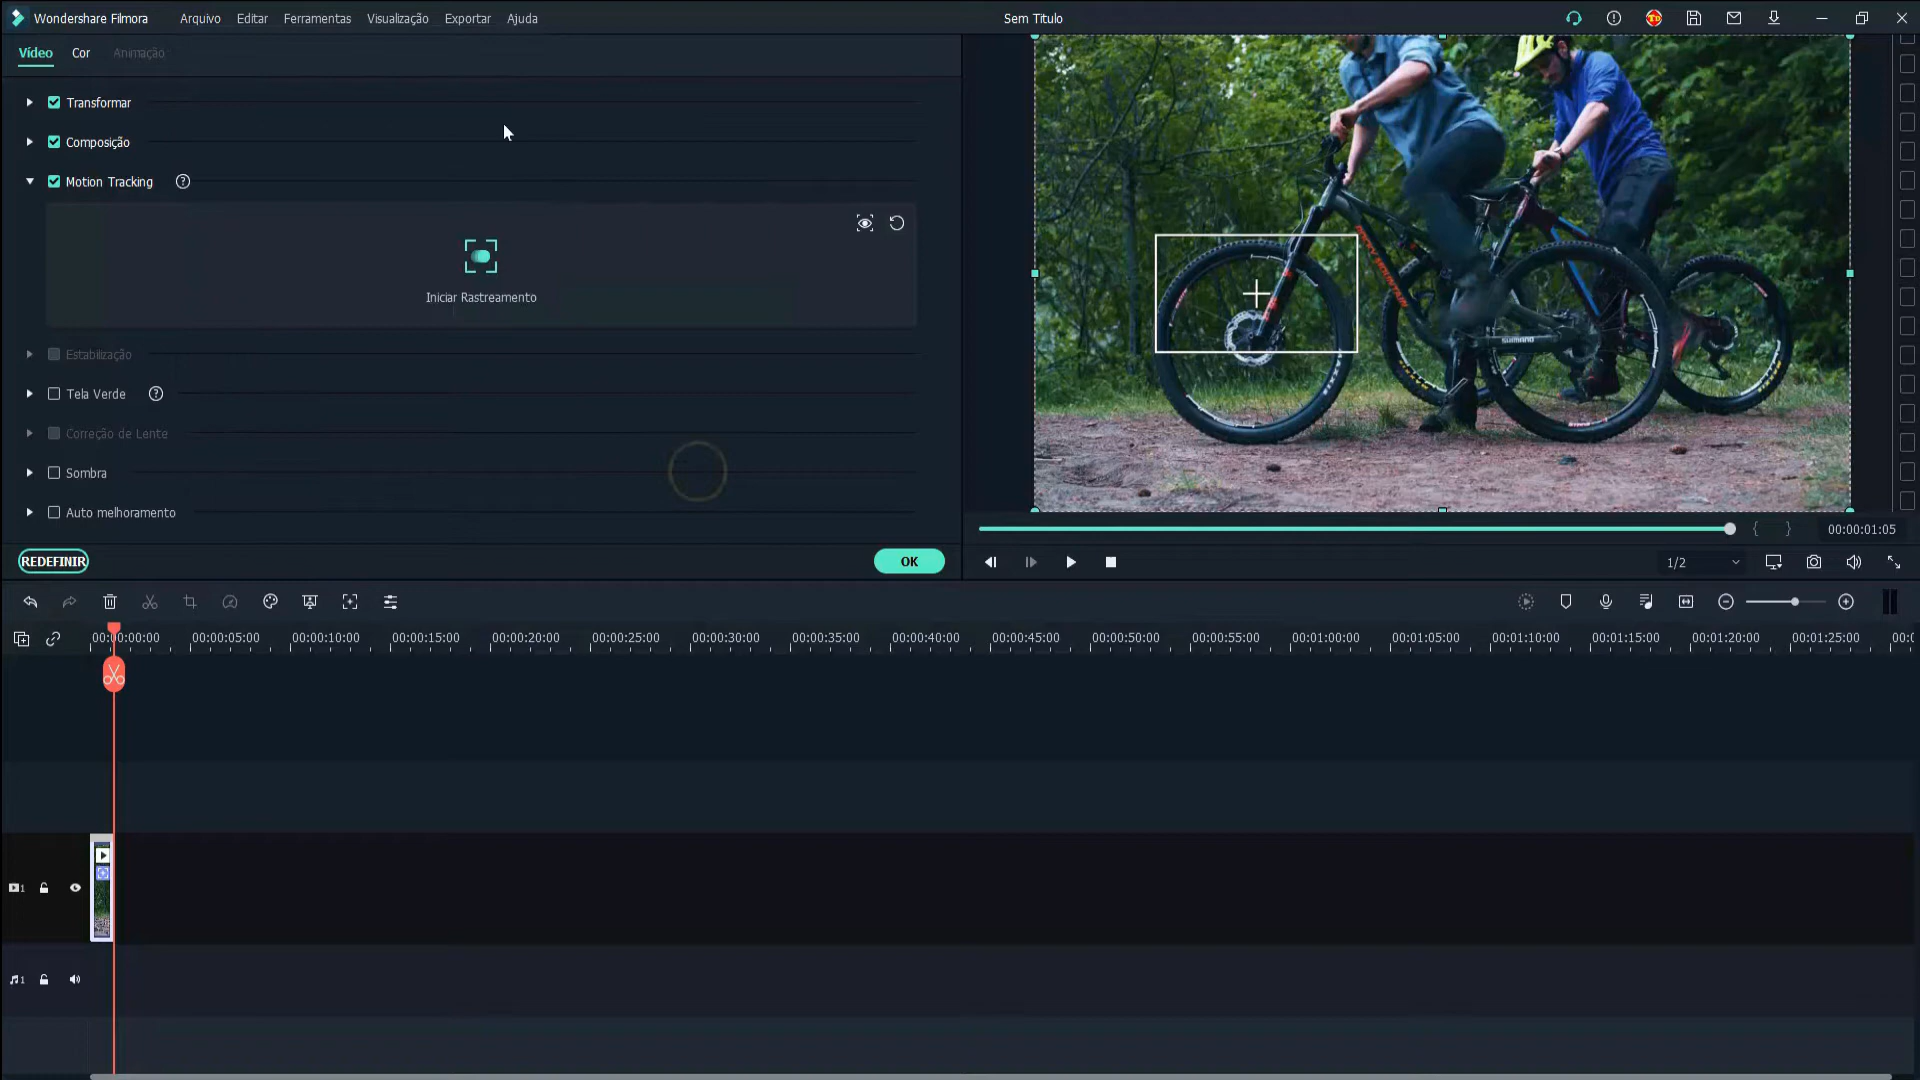 Wondershare Filmora Arquivo Editar Ferramentas Visualização Exportar Ajuda Sem Titulo
Vídeo Cor Animação
Transformar
Composição
Motion Tracking
Iniciar Rastreamento
Estabilização
Tela Verde
Correção de Lente
Sombra
Auto melhoramento
REDEFINIR OK
SHIMANO
MAXXIS
{ } 00:00:01:05
1/2
00:00:00:00 00:00:05:00 00:00:10:00 00:00:15:00 00:00:20:00 00:00:25:00 00:00:30:00 00:00:35:00 00:00:40:00 00:00:45:00 00:00:50:00 00:00:55:00 00:01:00:00 00:01:05:00 00:01:10:00 00:01:15:00 00:01:20:00 00:01:25:00
1
1